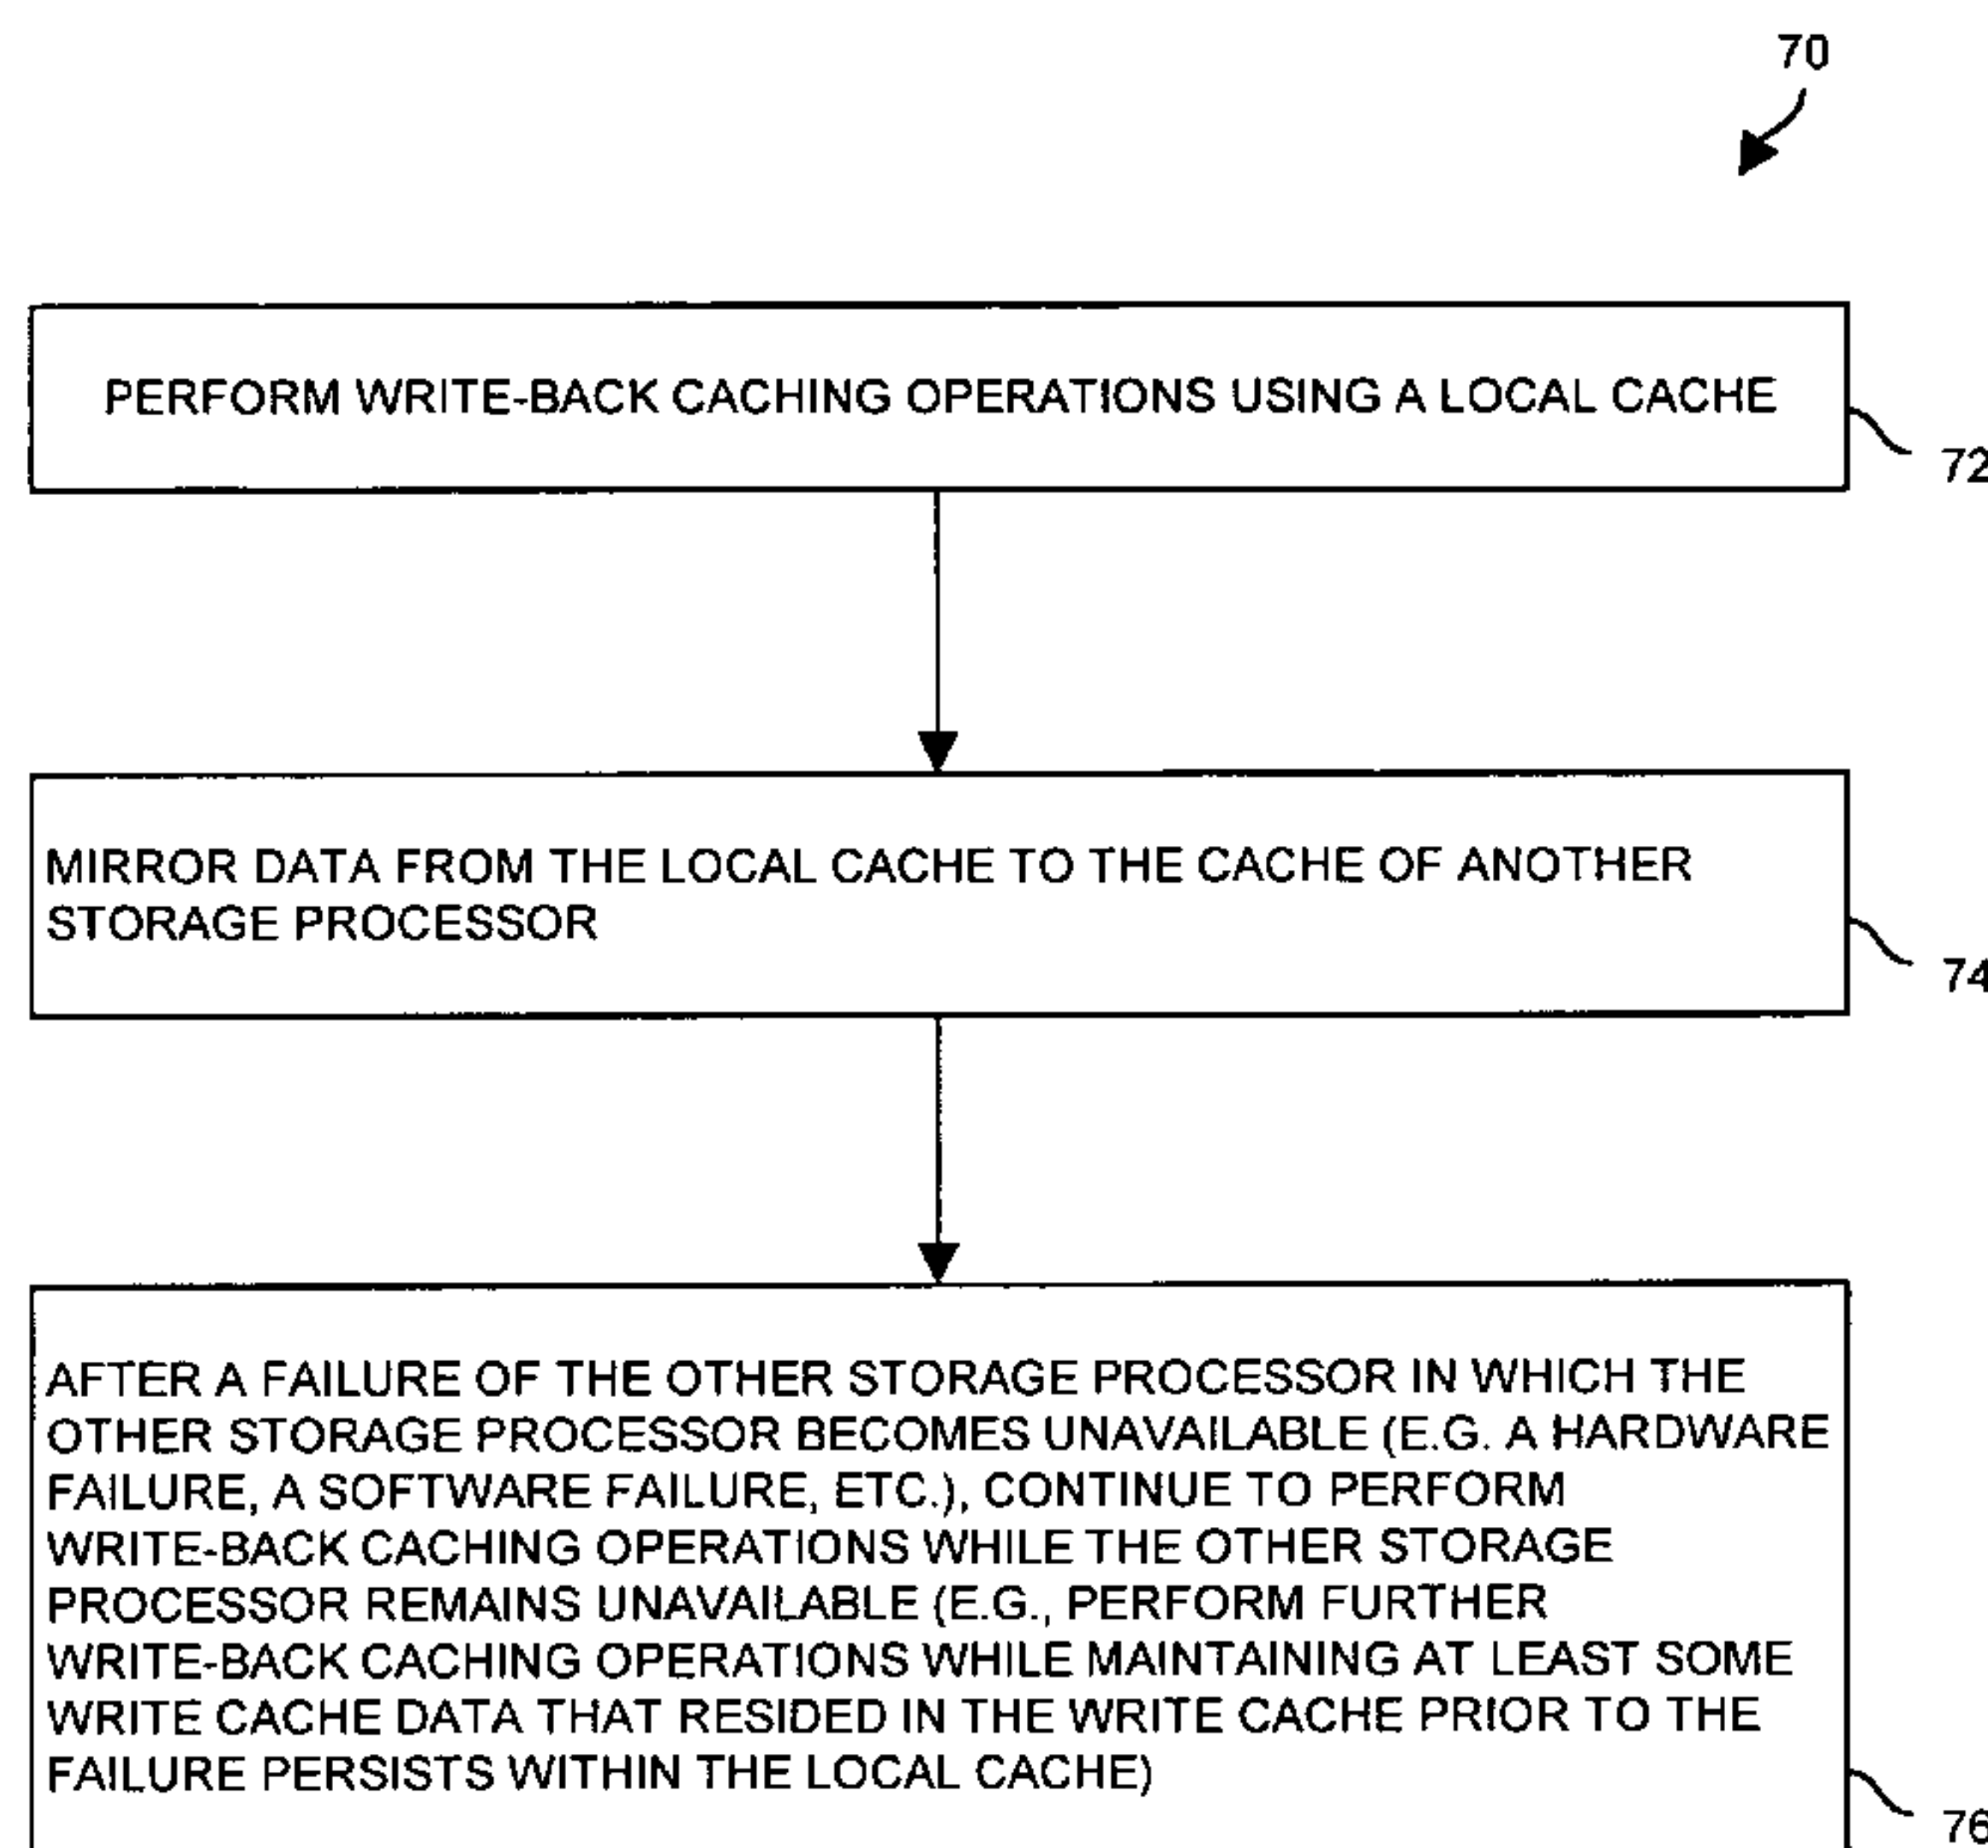 70
PERFORM WRITE-BACK CACHING OPERATIONS USING A LOCAL CACHE
72
MIRROR DATA FROM THE LOCAL CACHE TO THE CACHE OF ANOTHER
STORAGE PROCESSOR
74
AFTER A FAILURE OF THE OTHER STORAGE PROCESSOR IN WHICH THE
OTHER STORAGE PROCESSOR BECOMES UNAVAILABLE (E.G. A HARDWARE
FAILURE, A SOFTWARE FAILURE, ETC.), CONTINUE TO PERFORM
WRITE-BACK CACHING OPERATIONS WHILE THE OTHER STORAGE
PROCESSOR REMAINS UNAVAILABLE (E.G., PERFORM FURTHER
WRITE-BACK CACHING OPERATIONS WHILE MAINTAINING AT LEAST SOME
WRITE CACHE DATA THAT RESIDED IN THE WRITE CACHE PRIOR TO THE
FAILURE PERSISTS WITHIN THE LOCAL CACHE)
76